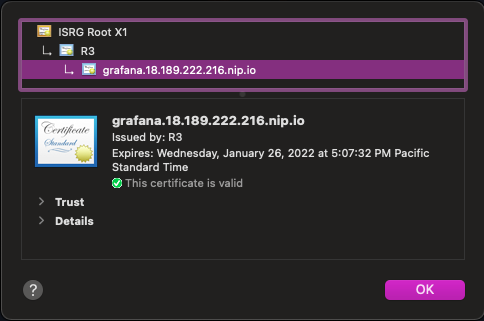 ISRG Root X1
R3
grafana.18.189.222.216.nip.io
Certificate
Standard
grafana.18.189.222.216.nip.io
Issued by: R3
Expires: Wednesday, January 26, 2022 at 5:07:32 PM Pacific
Standard Time
This certificate is valid
Trust
Details
?
OK